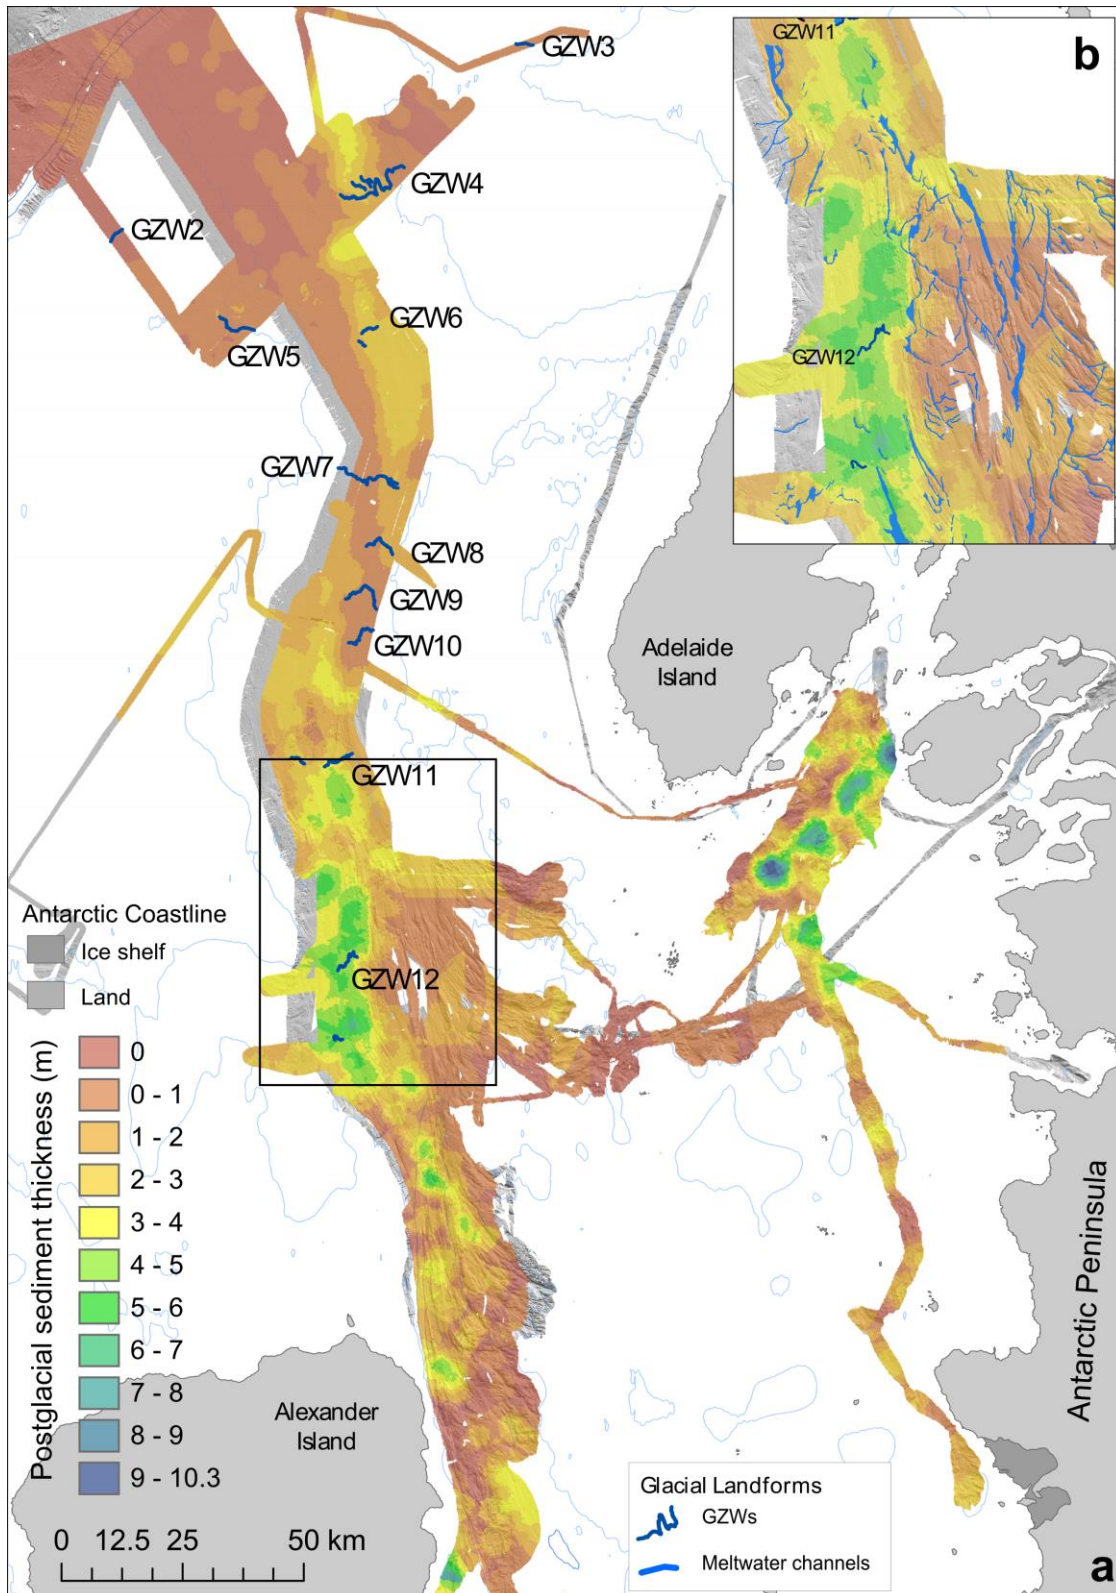 GZW3
GZW4
GZW2
GZW6
GZW5
GZW7
GZW8
GZW9
GZW10
GZW11
GZW12
b
GZW11
GZW12
Adelaide
Island
Antarctic Coastline
Ice shelf
Land
Postglacial sediment thickness (m)
0
0 - 1
1 - 2
2 - 3
3 - 4
4 - 5
5 - 6
6 - 7
7 - 8
8 - 9
9 - 10.3
0 12.5 25 50 km
Alexander
Island
Antarctic Peninsula
Glacial Landforms
GZWs
Meltwater channels
a